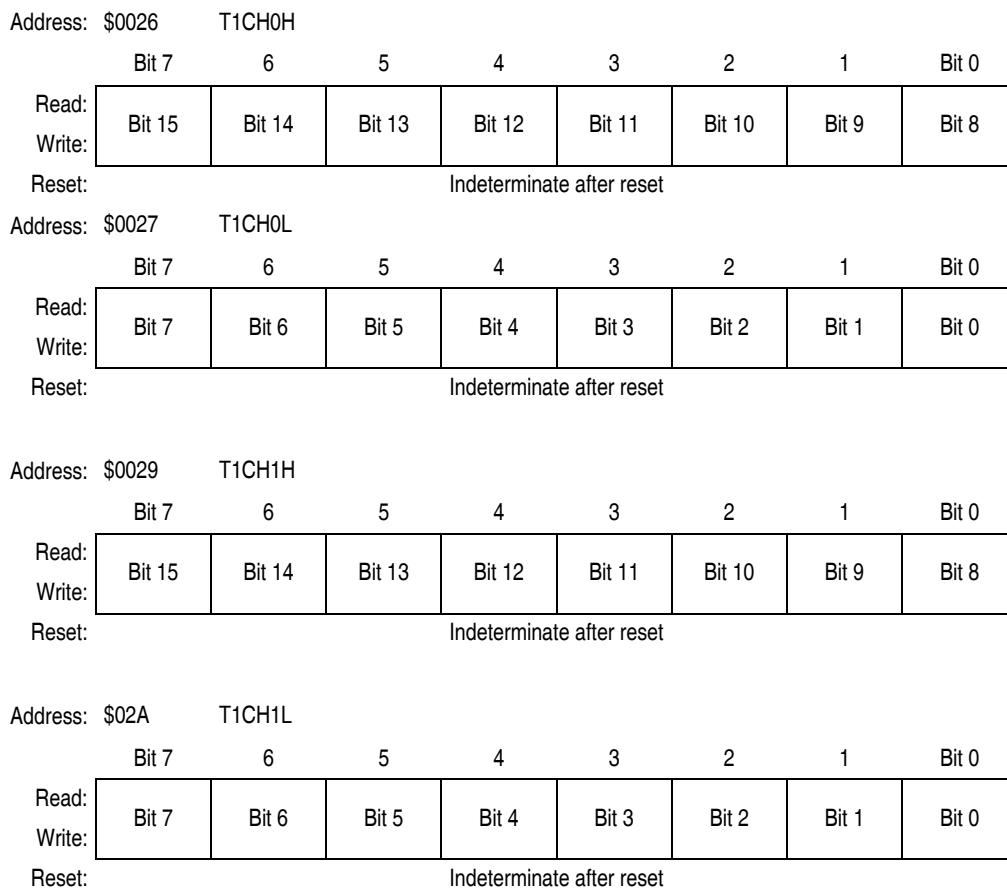 Address: $0026 T1CH0H
Bit 7 6 5 4 3 2 1 Bit 0
Read:
Bit 15 Bit 14 Bit 13 Bit 12 Bit 11 Bit 10 Bit 9 Bit 8
Write:
Reset: Indeterminate after reset
Address: $0027 T1CH0L
Bit 7 6 5 4 3 2 1 Bit 0
Read:
Bit 7 Bit 6 Bit 5 Bit 4 Bit 3 Bit 2 Bit 1 Bit 0
Write:
Reset: Indeterminate after reset
Address: $0029 T1CH1H
Bit 7 6 5 4 3 2 1 Bit 0
Read:
Bit 15 Bit 14 Bit 13 Bit 12 Bit 11 Bit 10 Bit 9 Bit 8
Write:
Reset: Indeterminate after reset
Address: $02A T1CH1L
Bit 7 6 5 4 3 2 1 Bit 0
Read:
Bit 7 Bit 6 Bit 5 Bit 4 Bit 3 Bit 2 Bit 1 Bit 0
Write:
Reset: Indeterminate after reset